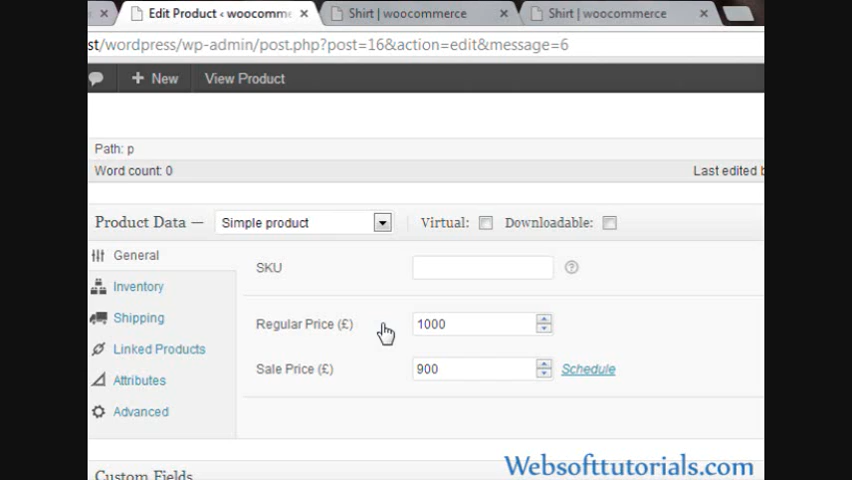 Edit Product ‹ woocomme
Shirt | woocommerce
Shirt | woocommerce
st/wordpress/wp-admin/post.php?post=16&action=edit&message=6
+ New
View Product
Path: p
Word count: 0
Last edited b
Product Data —
Simple product
Virtual:
Downloadable:
General
SKU
Inventory
Regular Price (£)
1000
Shipping
Linked Products
Sale Price (£)
900
Schedule
Attributes
Advanced
Websofttutorials.com
Custom Fields